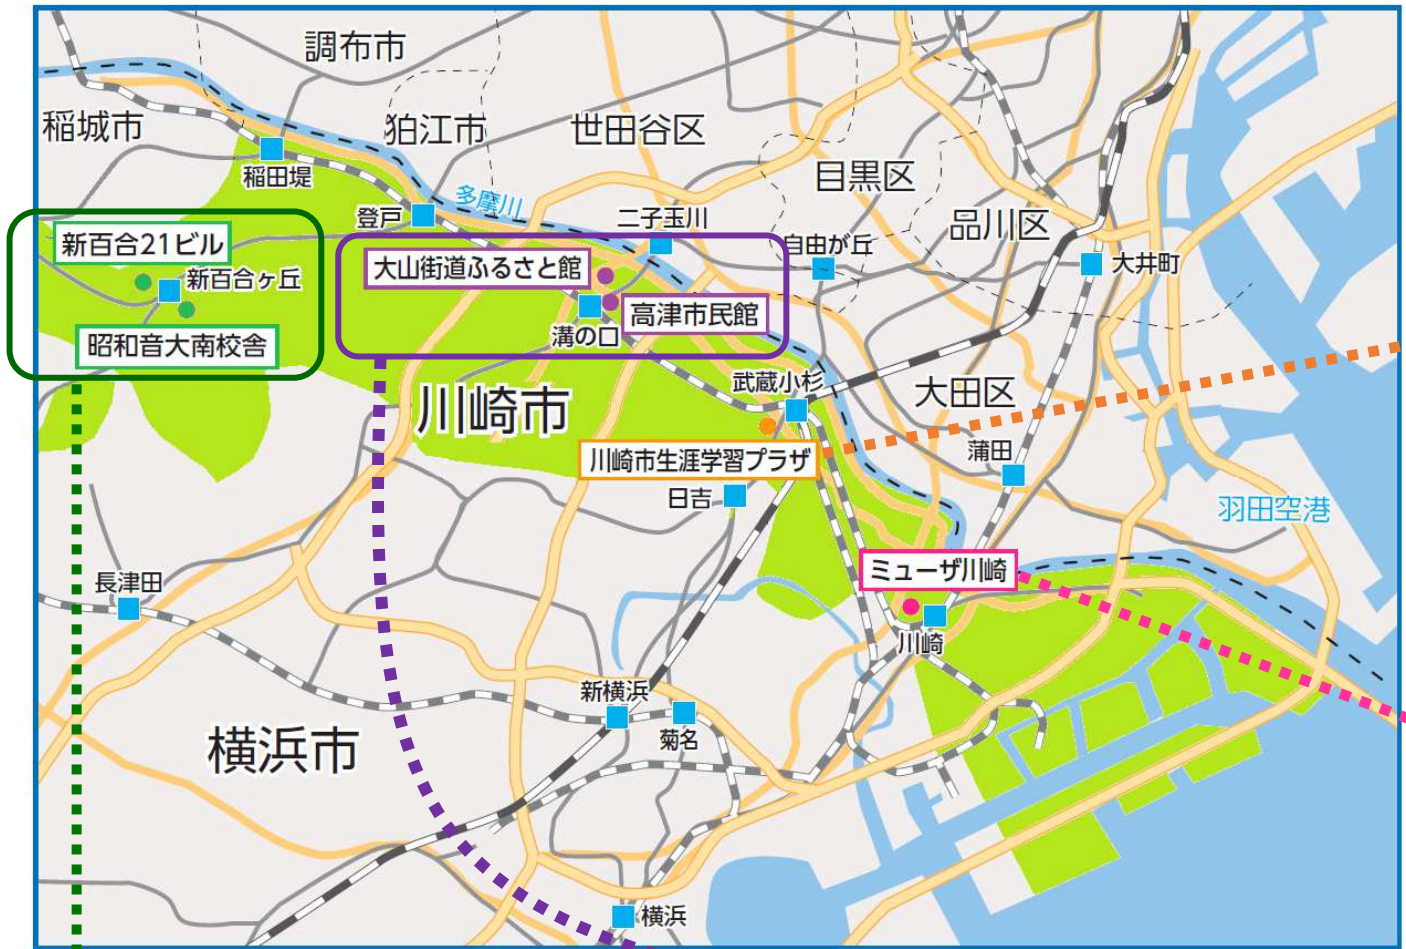 調布市
稲城市
狛江市
世田谷区
目黒区
稲田堤
登戸
多摩川
二子玉川
品川区
自由が丘
新百合21ビル
大山街道ふるさと館
大井町
新百合ヶ丘
高津市民館
溝の口
昭和音大南校舎
武蔵小杉
川崎市
大田区
川崎市生涯学習プラザ
蒲田
日吉
羽田空港
ミューザ川崎
長津田
川崎
新横浜
菊名
横浜市
横浜